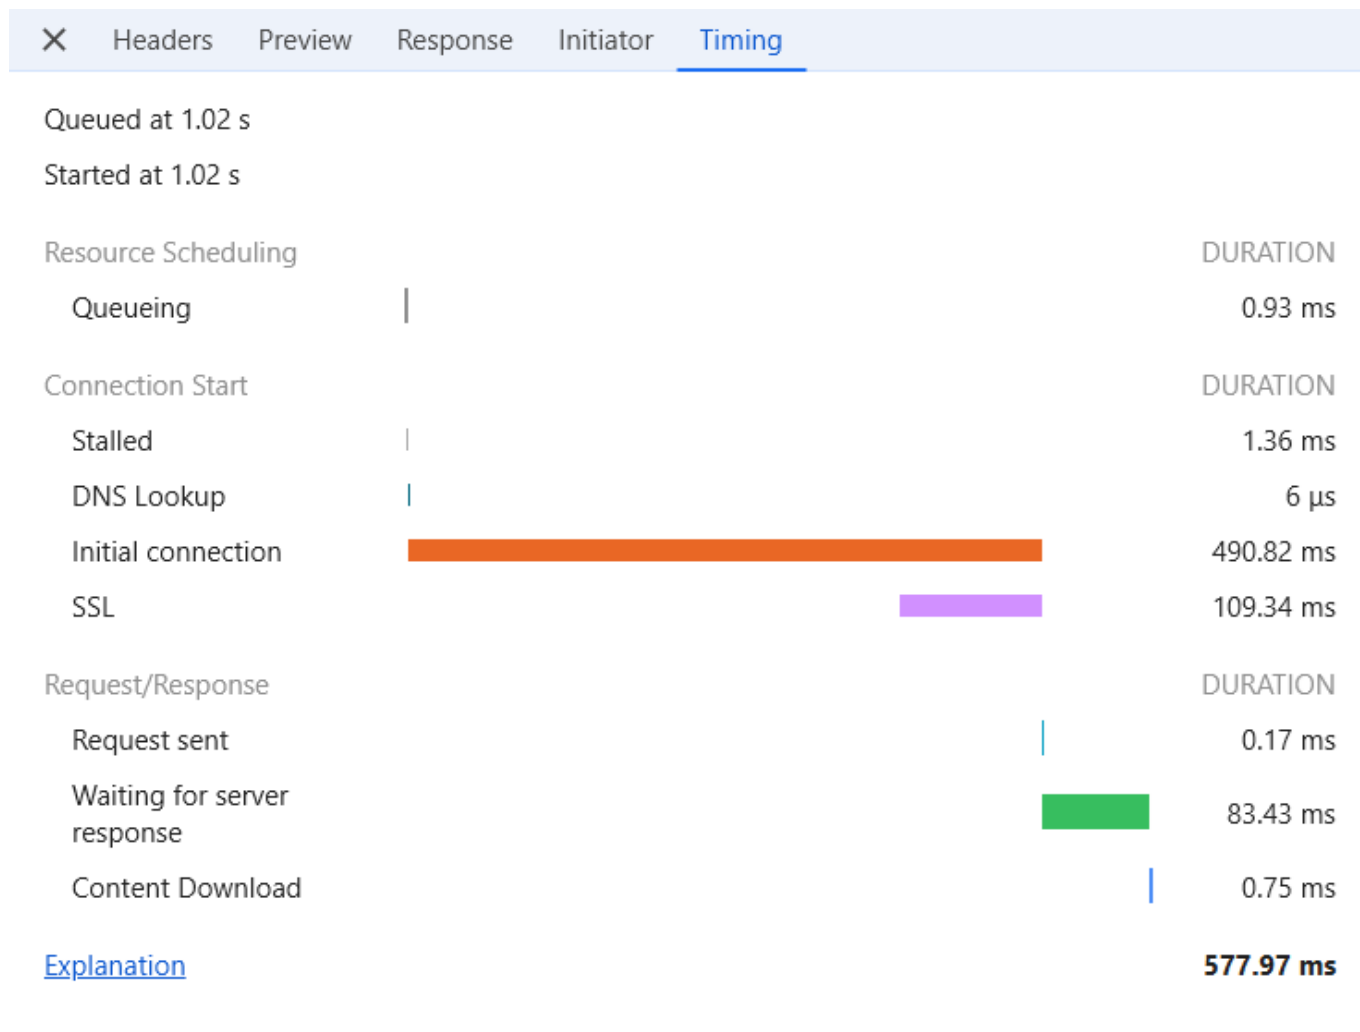 Headers Preview Response Initiator Timing
Queued at 1.02 s
Started at 1.02 s
Resource Scheduling DURATION
Queueing 0.93 ms
Connection Start DURATION
Stalled 1.36 ms
DNS Lookup 6 μs
Initial connection 490.82 ms
SSL 109.34 ms
Request/Response DURATION
Request sent 0.17 ms
Waiting for server
response 83.43 ms
Content Download 0.75 ms
Explanation 577.97 ms